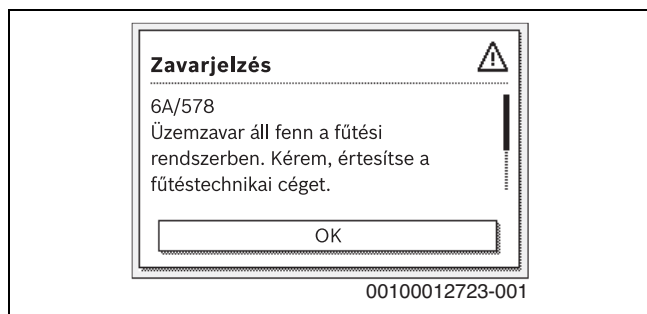 Zavarjelzés
6A/578
Üzemzavar áll fenn a fűtési
rendszerben. Kérem, értesítse a
fűtéstechnikai céget.
OK
00100012723-001